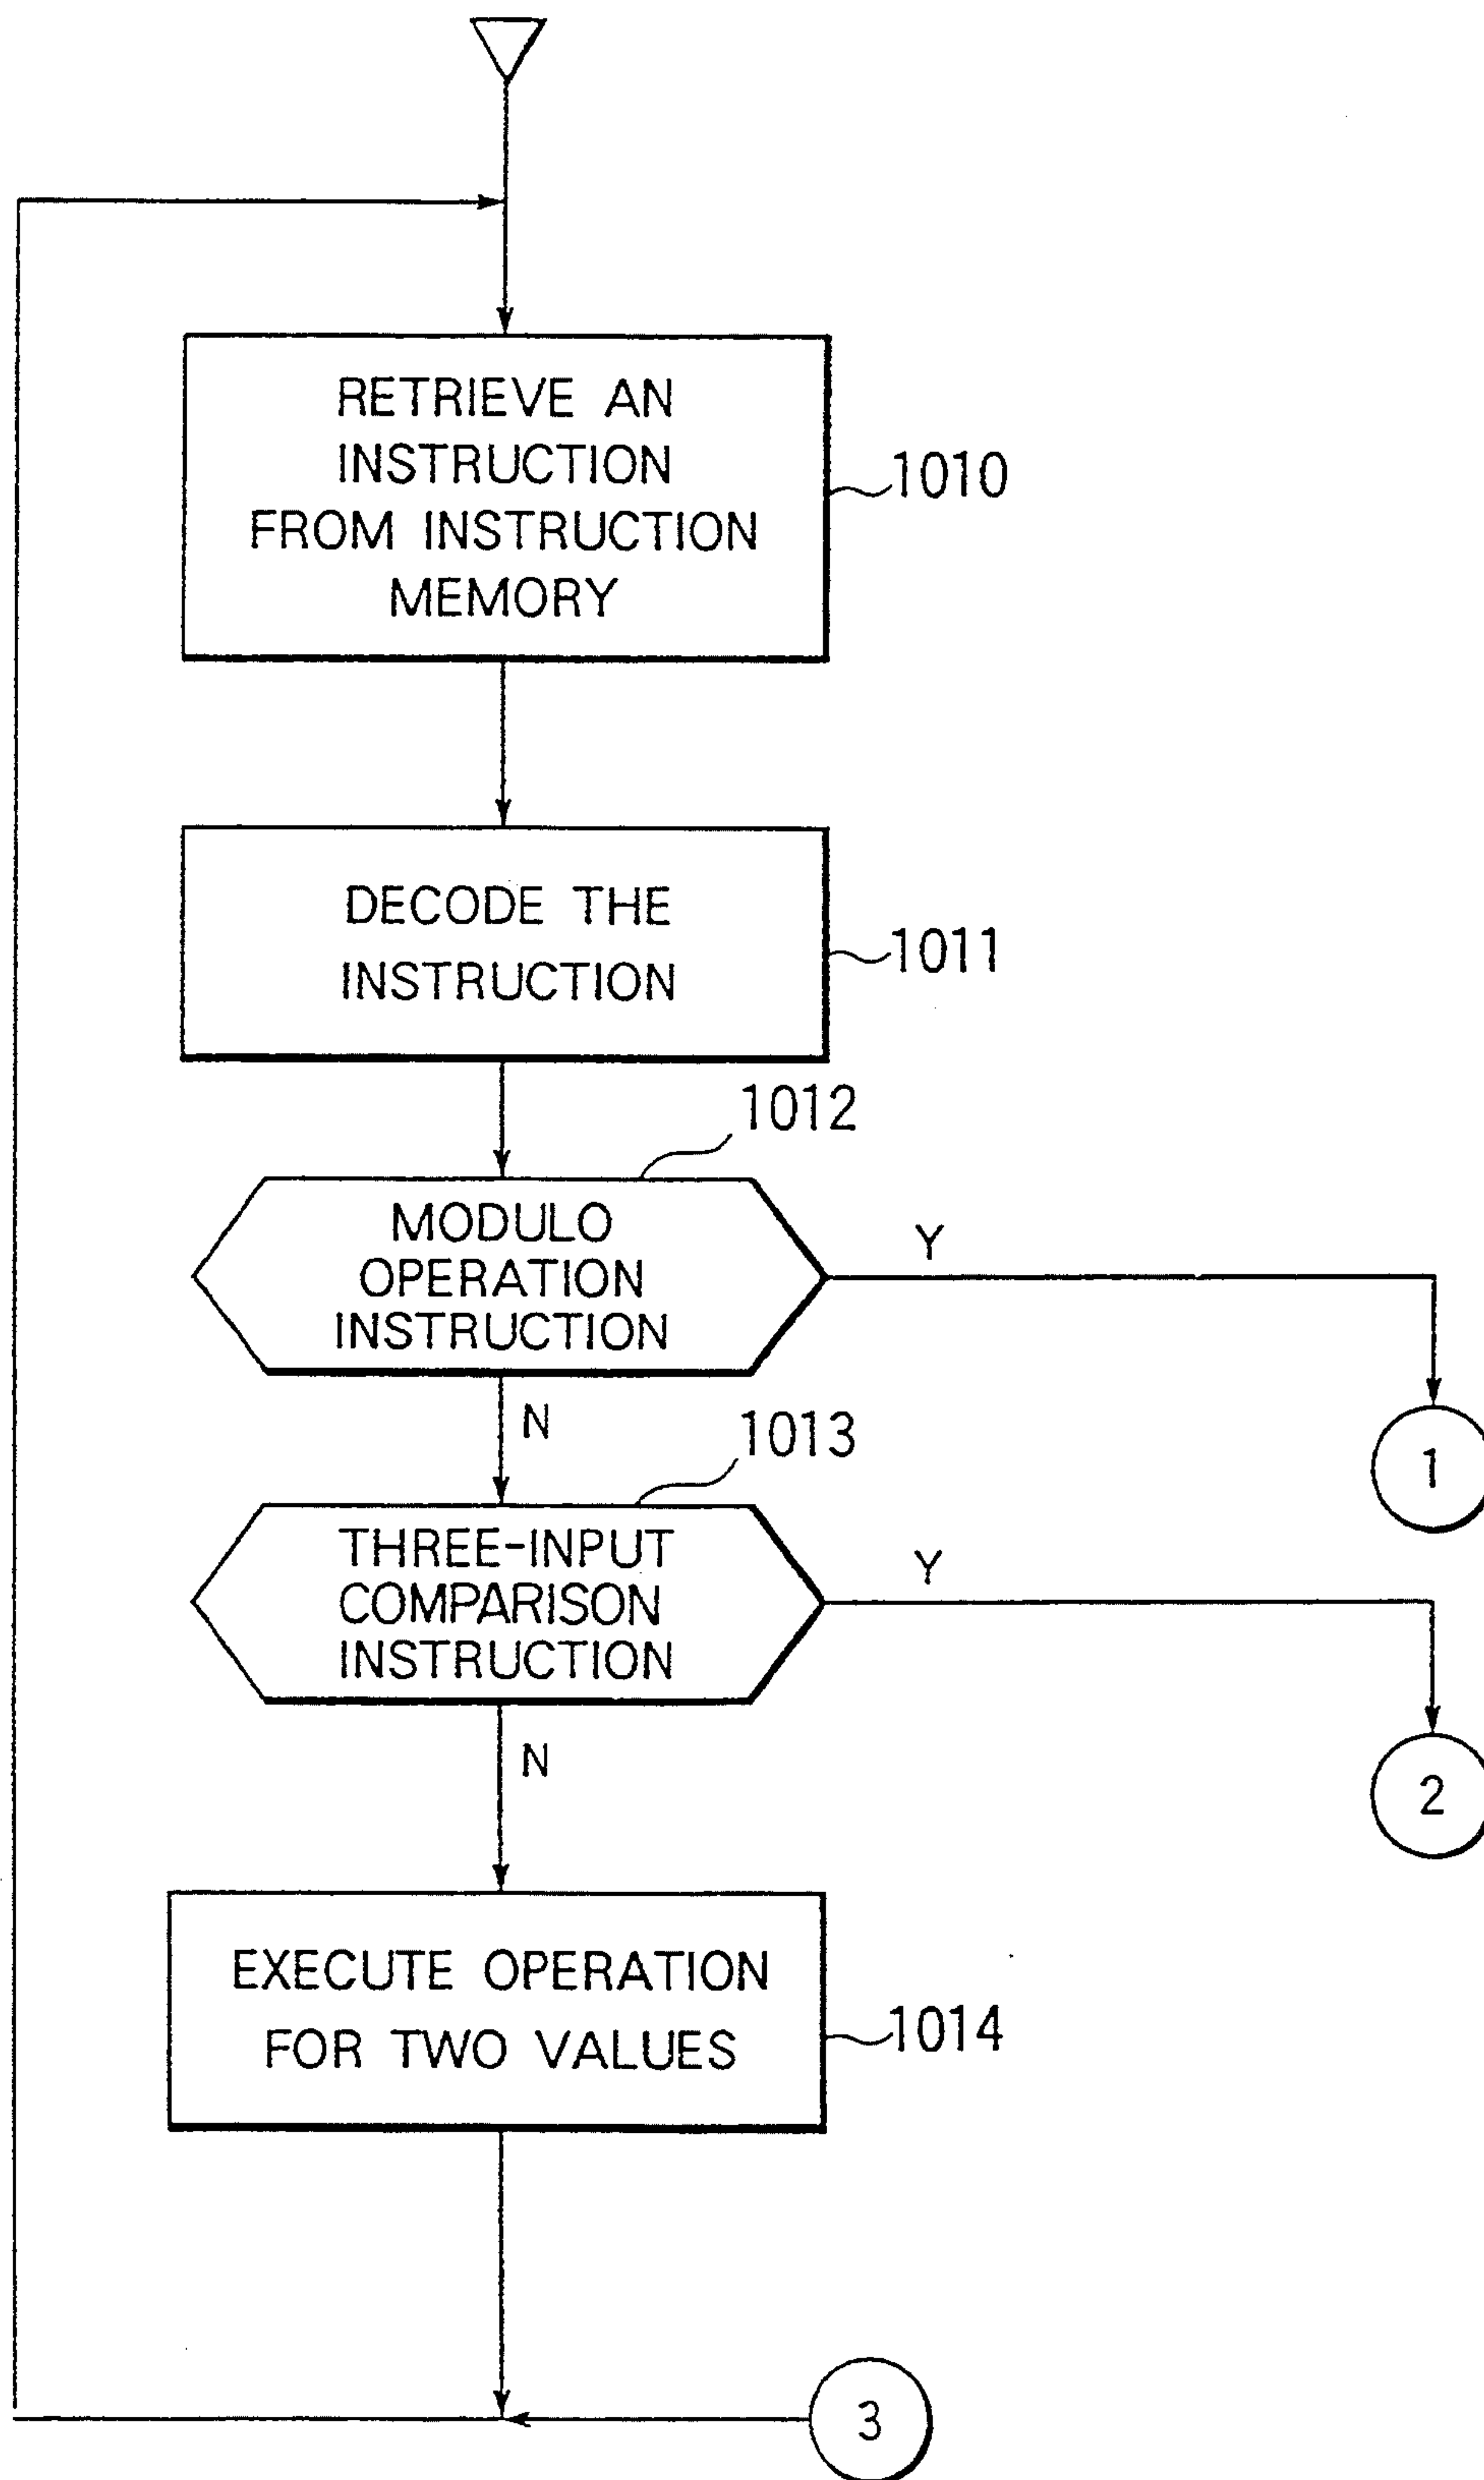 RETRIEVE AN
INSTRUCTION
FROM INSTRUCTION
MEMORY
1010
DECODE THE
INSTRUCTION
1011
1012
MODULO
OPERATION
INSTRUCTION
Y
N
1
1013
THREE-INPUT
COMPARISON
INSTRUCTION
Y
N
2
EXECUTE OPERATION
FOR TWO VALUES
1014
3